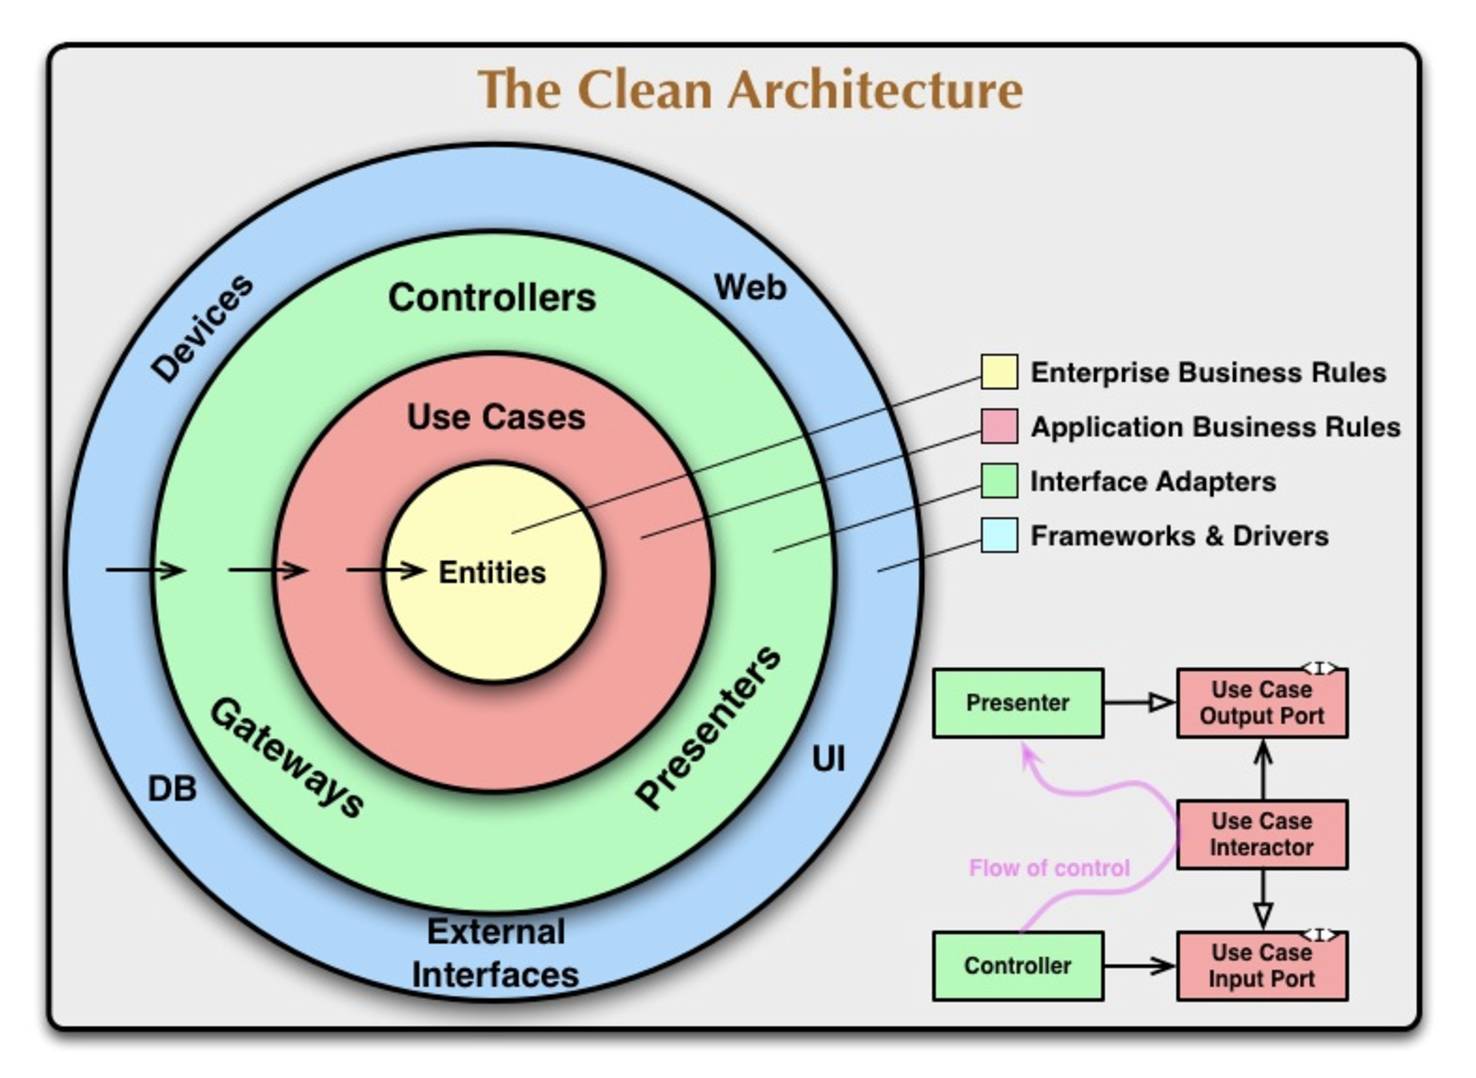 The Clean Architecture
Devices
Controllers
Web
Use Cases
Entities
Gateways
Presenters
DB
UI
External
Interfaces
Enterprise Business Rules
Application Business Rules
Interface Adapters
Frameworks & Drivers
Presenter
<I>
Use Case
Output Port
Use Case
Interactor
Flow of control
Controller
<I>
Use Case
Input Port